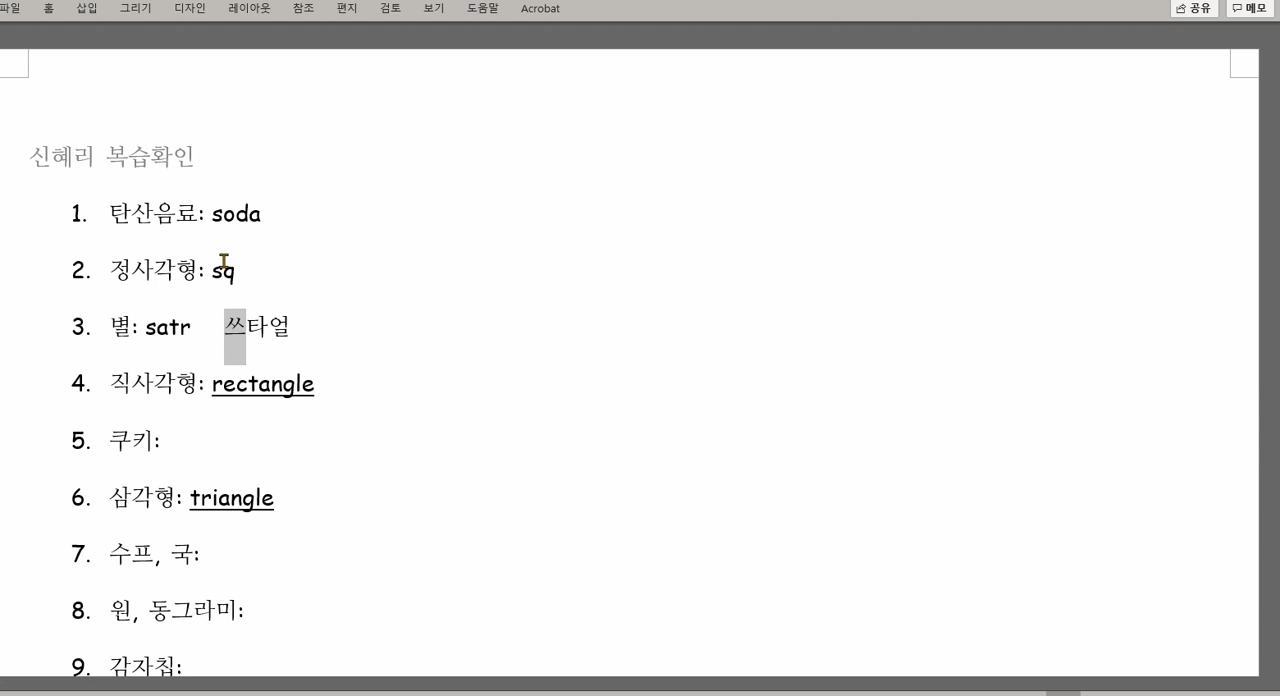 파일 홈 삽입 그리기 디자인 레이아웃 참조 편지 검토 보기 도움말 Acrobat 공유 메모
신혜리 복습확인
1. 탄산음료: soda
2. 정사각형: sq
3. 별: satr 쓰타얼
4. 직사각형: rectangle
5. 쿠키:
6. 삼각형: triangle
7. 수프, 국:
8. 원, 동그라미:
9. 감자칩: